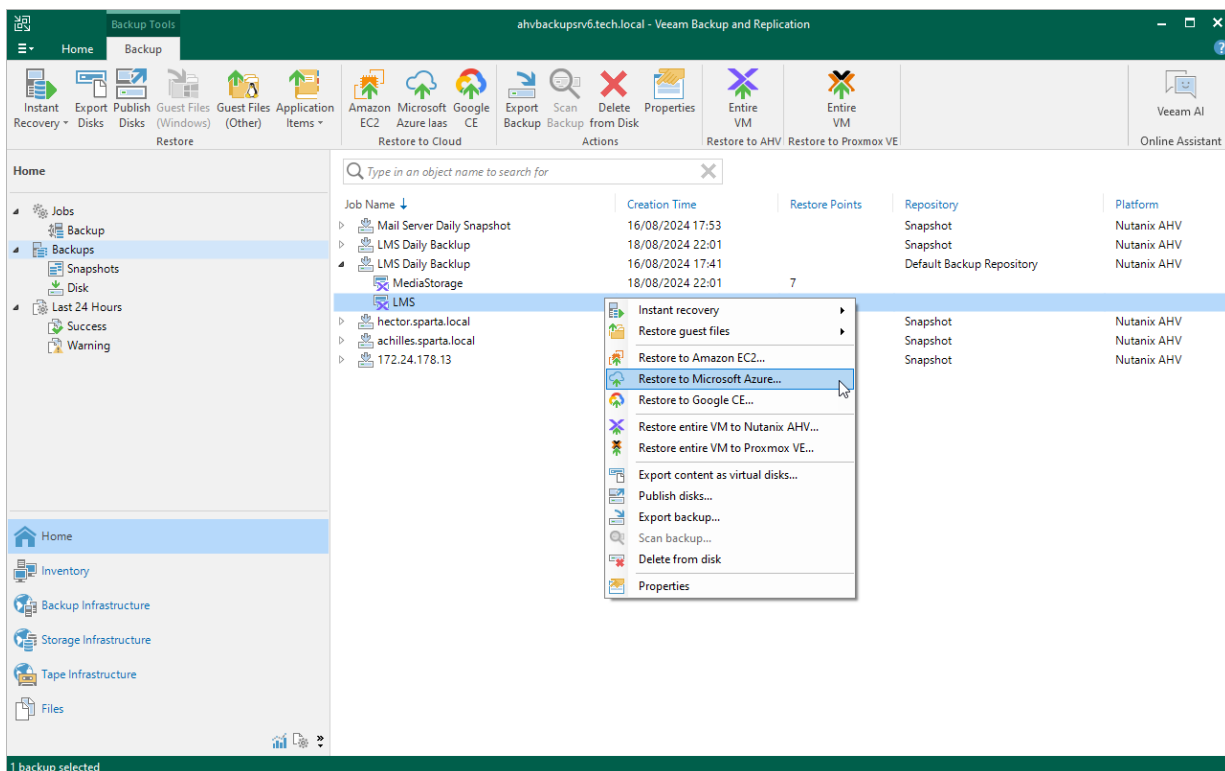 Backup Tools
ahvbackupsrv6.tech.local - Veeam Backup and Replication
Home Backup
Instant Recovery
Export Disks
Publish Disks
Guest Files (Windows)
Guest Files (Other)
Application Items
Restore
Amazon EC2
Microsoft Azure Iaas
Google CE
Restore to Cloud
Export Backup
Scan Backup
Delete from Disk
Properties
Actions
Entire VM
Restore to AHV
Entire VM
Restore to Proxmox VE
Veeam AI
Online Assistant
Home
Jobs
Backup
Backups
Snapshots
Disk
Last 24 Hours
Success
Warning
Type in an object name to search for
Job Name Creation Time Restore Points Repository Platform
Mail Server Daily Snapshot 16/08/2024 17:53 Snapshot Nutanix AHV
LMS Daily Backlup 18/08/2024 22:01 Snapshot Nutanix AHV
LMS Daily Backlup 16/08/2024 17:41 Default Backup Repository Nutanix AHV
MediaStorage 18/08/2024 22:01 7
LMS
hector.sparta.local Snapshot Nutanix AHV
achilles.sparta.local Snapshot Nutanix AHV
172.24.178.13 Snapshot Nutanix AHV
Instant recovery
Restore guest files
Restore to Amazon EC2...
Restore to Microsoft Azure...
Restore to Google CE...
Restore entire VM to Nutanix AHV...
Restore entire VM to Proxmox VE...
Export content as virtual disks...
Publish disks...
Export backup...
Scan backup...
Delete from disk
Properties
Home
Inventory
Backup Infrastructure
Storage Infrastructure
Tape Infrastructure
Files
1 backup selected